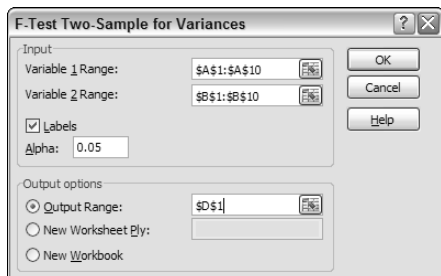 F-Test Two-Sample for Variances
Input
Variable 1 Range: $A$1:$A$10
Variable 2 Range: $B$1:$B$10
Labels
Alpha: 0.05
Output options
Output Range: $D$1
New Worksheet Ply:
New Workbook
OK
Cancel
Help